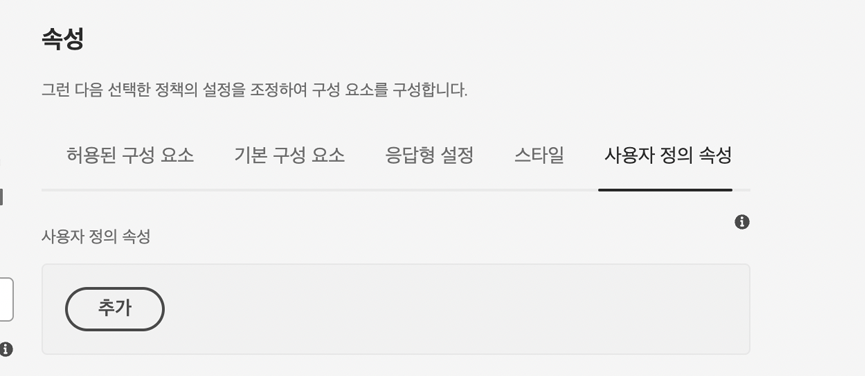 속성
그런 다음 선택한 정책의 설정을 조정하여 구성 요소를 구성합니다.
허용된 구성 요소 기본 구성 요소 응답형 설정 스타일 사용자 정의 속성
사용자 정의 속성
추가